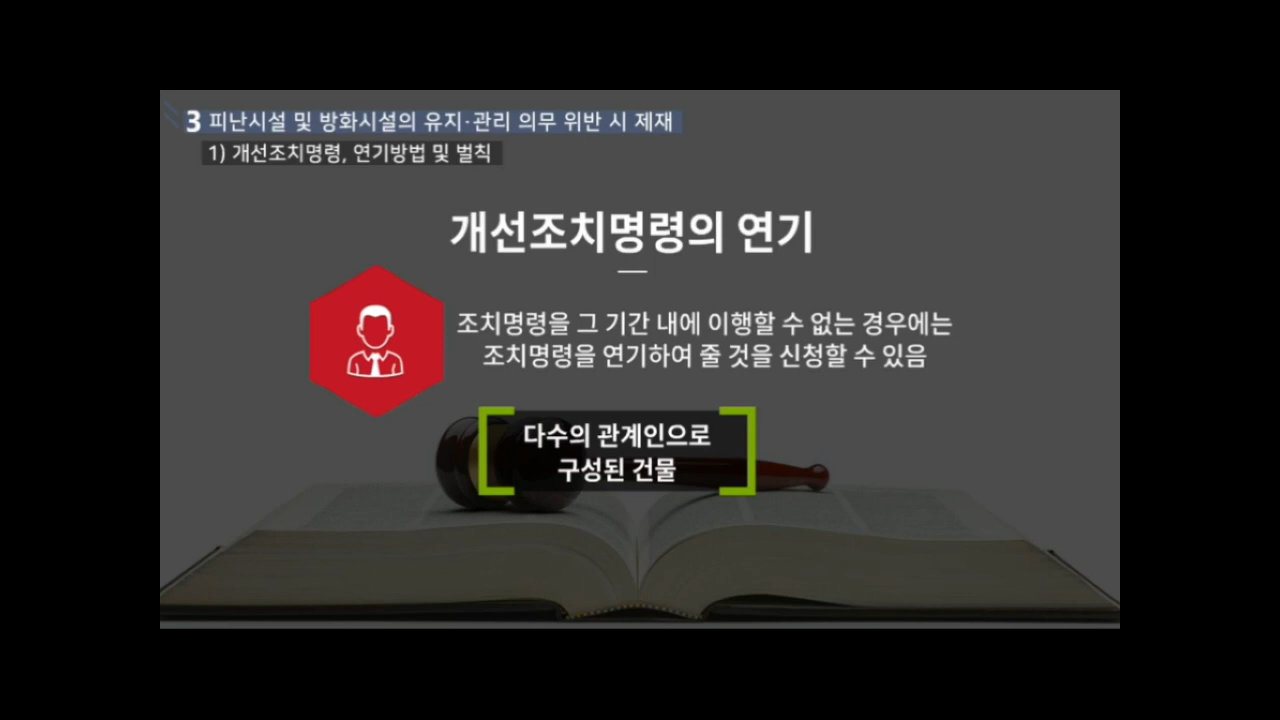 3 피난시설 및 방화시설의 유지·관리 의무 위반 시 제재
1) 개선조치명령, 연기방법 및 벌칙
개선조치명령의 연기
조치명령을 그 기간 내에 이행할 수 없는 경우에는
조치명령을 연기하여 줄 것을 신청할 수 있음
다수의 관계인으로
구성된 건물